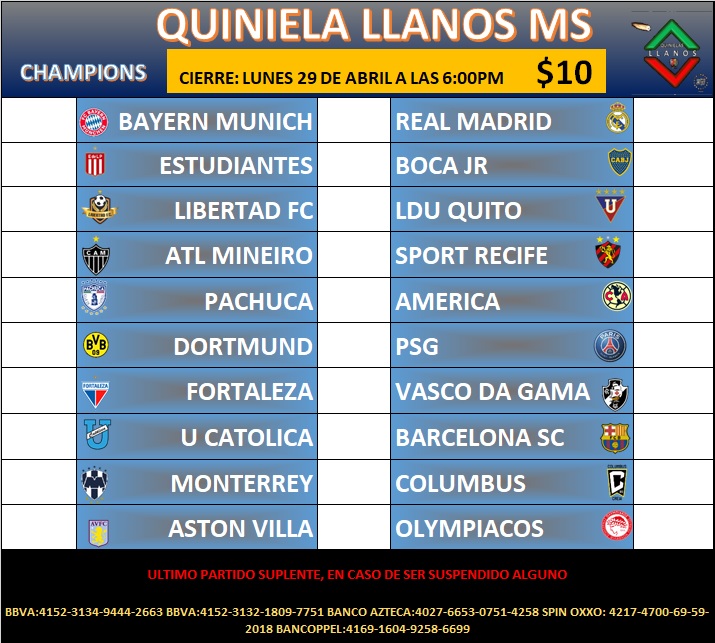 QUINIELA LLANOS MS
QUINIELAS
LLANOS
MS
CHAMPIONS
CIERRE: LUNES 29 DE ABRIL A LAS 6:00PM $10
BAYERN MUNICH REAL MADRID
ESTUDIANTES BOCA JR
LIBERTAD FC LDU QUITO
ATL MINEIRO SPORT RECIFE
PACHUCA AMERICA
DORTMUND PSG
FORTALEZA VASCO DA GAMA
U CATOLICA BARCELONA SC
MONTERREY COLUMBUS
ASTON VILLA OLYMPIACOS
ULTIMO PARTIDO SUPLENTE, EN CASO DE SER SUSPENDIDO ALGUNO
BBVA:4152-3134-9444-2663 BBVA:4152-3132-1809-7751 BANCO AZTECA:4027-6653-0751-4258 SPIN OXXO: 4217-4700-69-59-
2018 BANCOPPEL:4169-1604-9258-6699